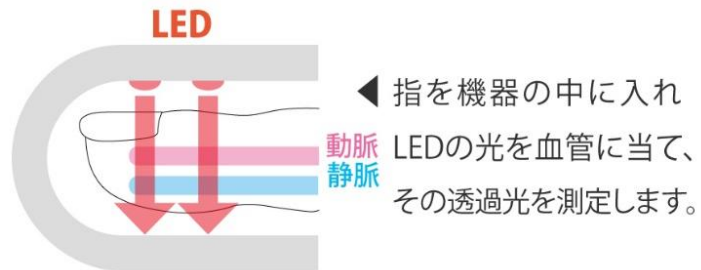 LED
動脈
静脈
◀ 指を機器の中に入れ
LEDの光を血管に当て、
その透過光を測定します。